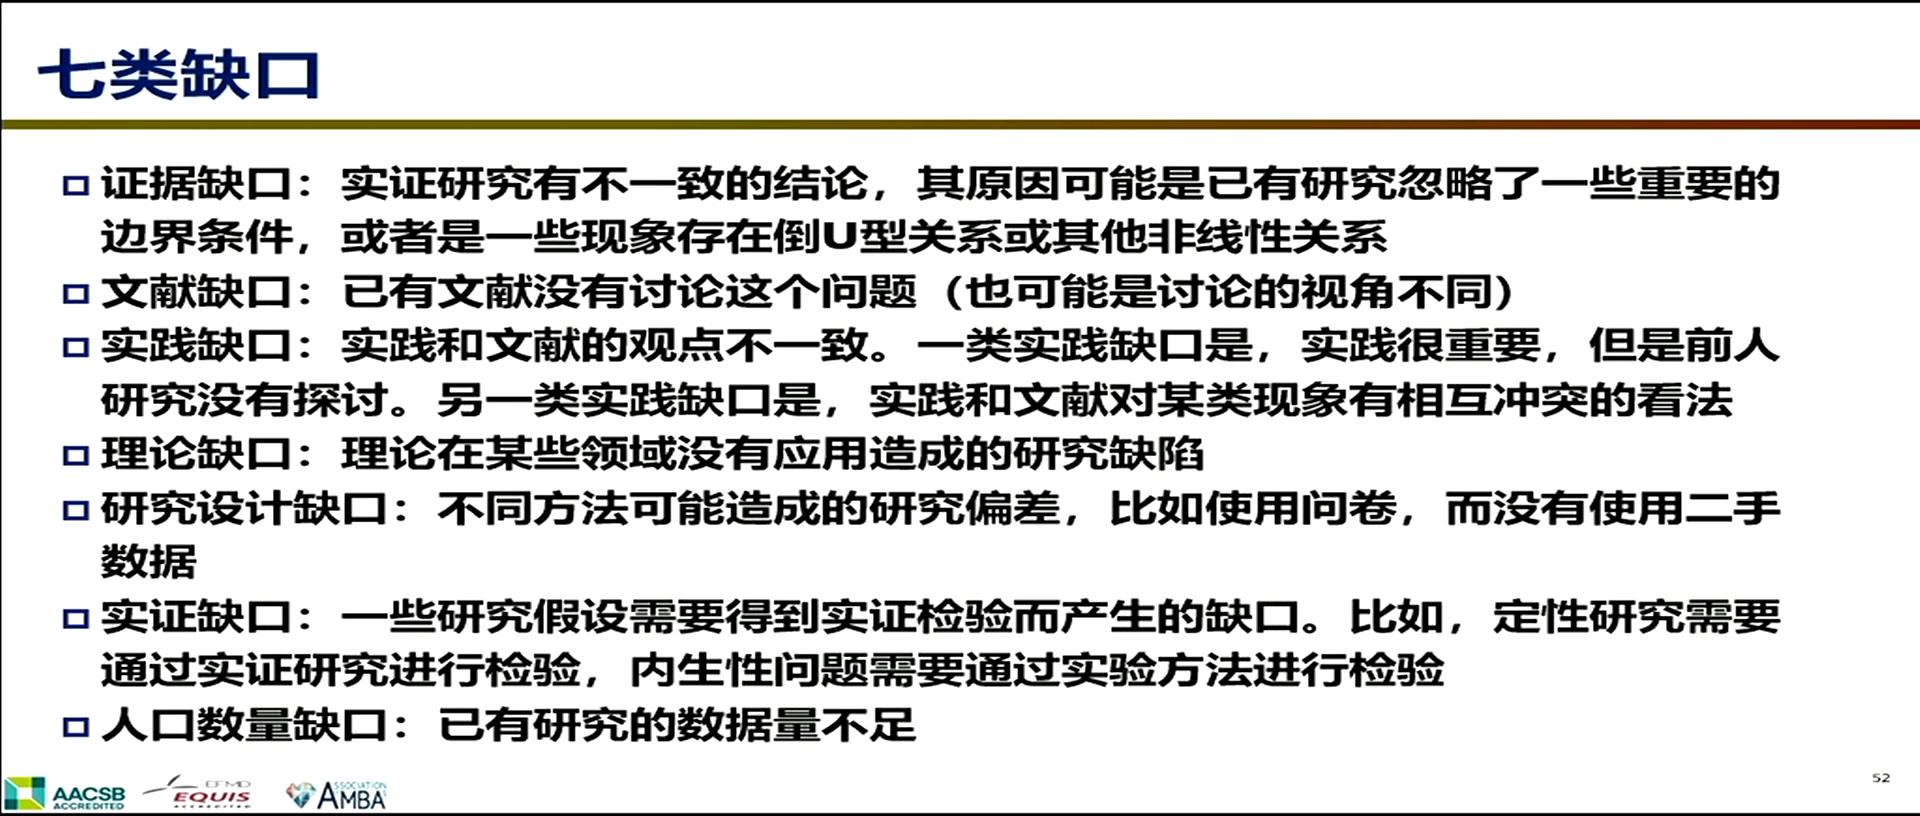 七类缺口
证据缺口：实证研究有不一致的结论，其原因可能是已有研究忽略了一些重要的
边界条件，或者是一些现象存在倒U型关系或其他非线性关系
文献缺口：已有文献没有讨论这个问题（也可能是讨论的视角不同）
实践缺口：实践和文献的观点不一致。一类实践缺口是，实践很重要，但是前人
研究没有探讨。另一类实践缺口是，实践和文献对某类现象有相互冲突的看法
理论缺口：理论在某些领域没有应用造成的研究缺陷
研究设计缺口：不同方法可能造成的研究偏差，比如使用问卷，而没有使用二手
数据
实证缺口：一些研究假设需要得到实证检验而产生的缺口。比如，定性研究需要
通过实证研究进行检验，内生性问题需要通过实验方法进行检验
人口数量缺口：已有研究的数据量不足
AACSB
ACCREDITED
EFMD
EQUIS
ACCREDITED
ASSOCIATION
AMBA
52